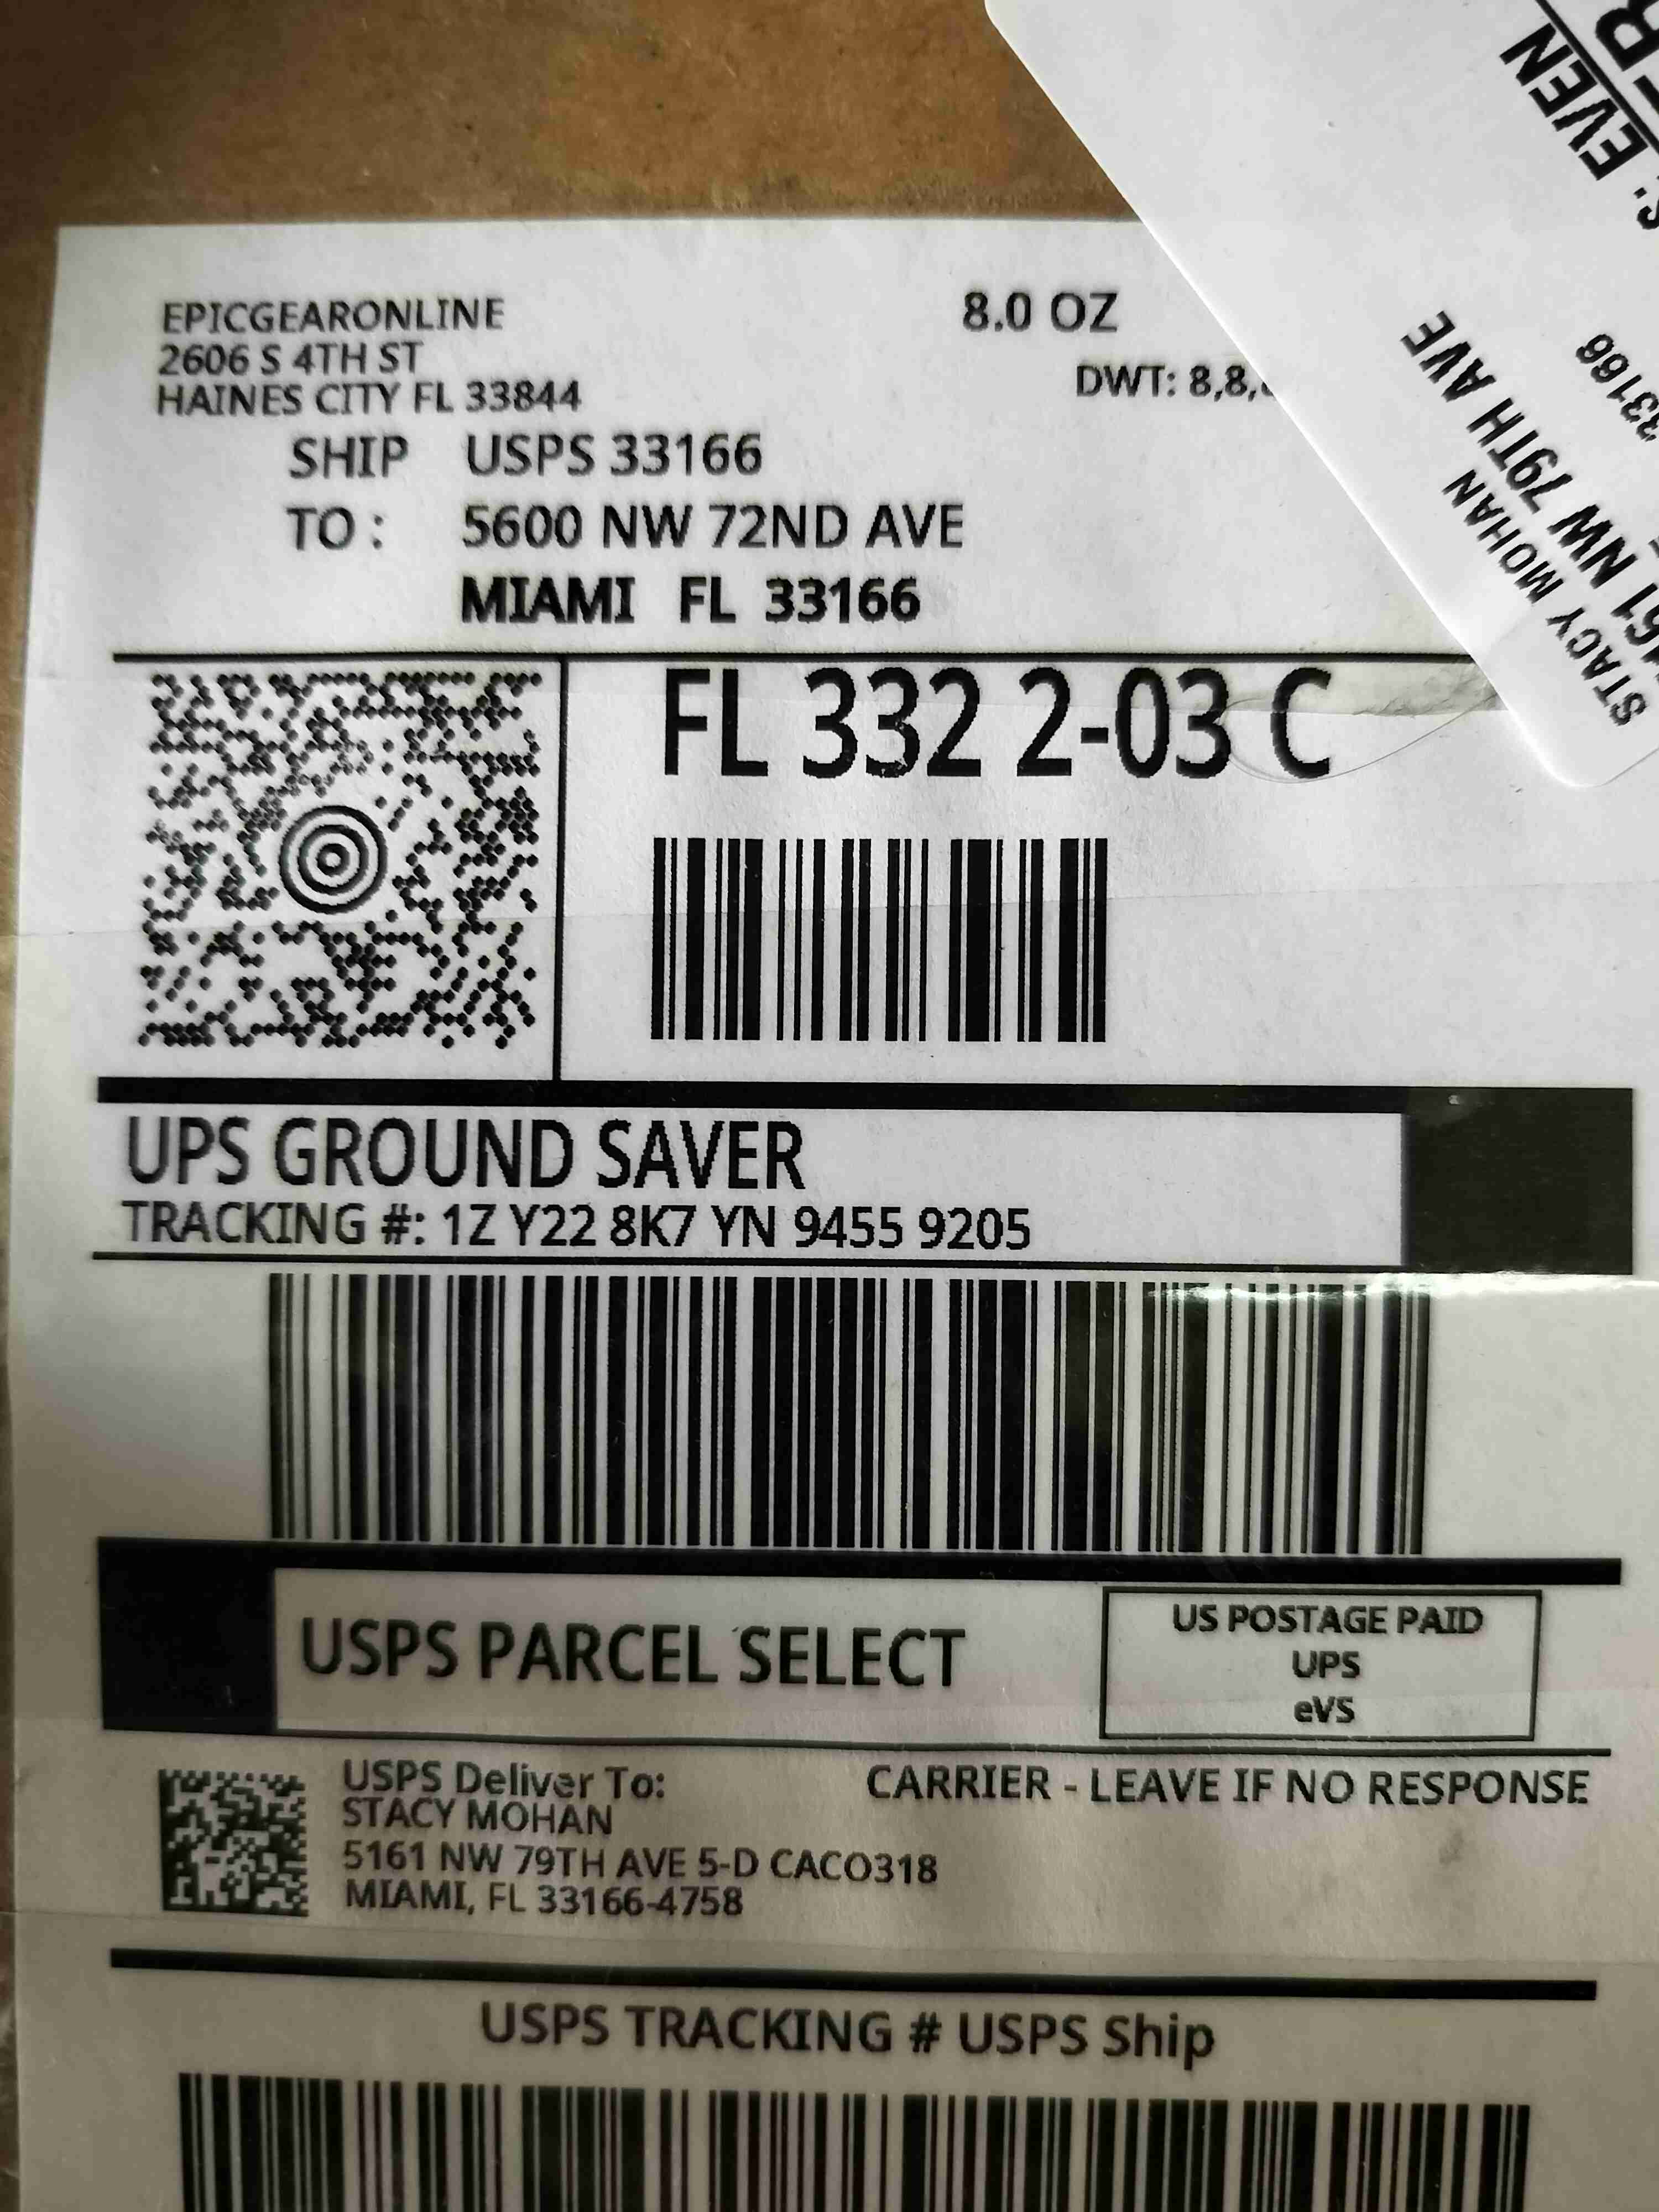 EPICGEARONLINE
2606 S 4TH ST
HAINES CITY FL 33844
8.0 OZ
DWT: 8,8,
SHIP USPS 33166
TO : 5600 NW 72ND AVE
MIAMI FL 33166
FL 332 2-03 C
UPS GROUND SAVER
TRACKING #: 1Z Y22 8K7 YN 9455 9205
USPS PARCEL SELECT
US POSTAGE PAID
UPS
eVS
USPS Deliver To:
STACY MOHAN
5161 NW 79TH AVE 5-D CACO318
MIAMI, FL 33166-4758
CARRIER - LEAVE IF NO RESPONSE
USPS TRACKING # USPS Ship
STACY MOHAN
161 NW 79TH AVE
33166
EVEN